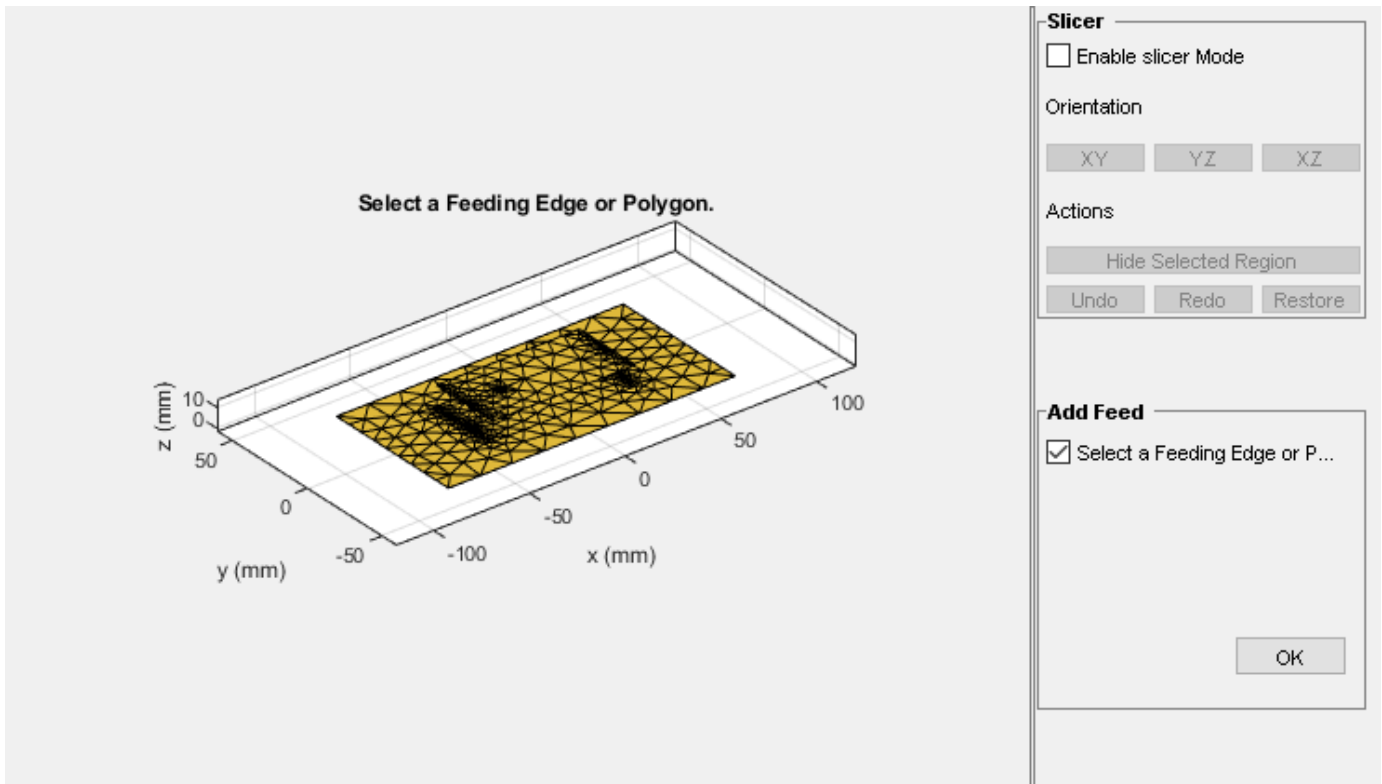 Slicer
Enable slicer Mode
Orientation
XY YZ XZ
Actions
Hide Selected Region
Undo Redo Restore
Select a Feeding Edge or Polygon.
z (mm)
10
0
50
0
-50
y (mm)
-100
-50
0
50
100
x (mm)
Add Feed
Select a Feeding Edge or P...
OK